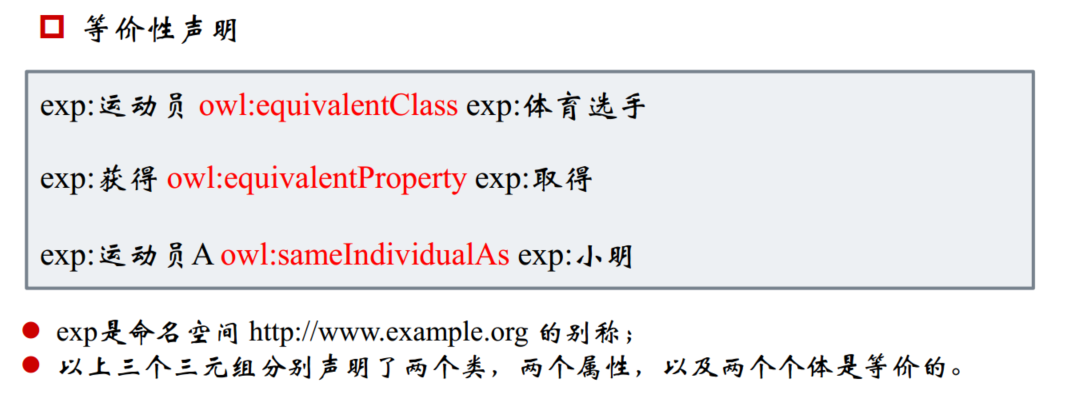 等价性声明
exp:运动员 owl:equivalentClass exp:体育选手
exp:获得 owl:equivalentProperty exp:取得
exp:运动员A owl:sameIndividualAs exp:小明
exp是命名空间 http://www.example.org 的别称；
以上三个三元组分别声明了两个类，两个属性，以及两个个体是等价的。